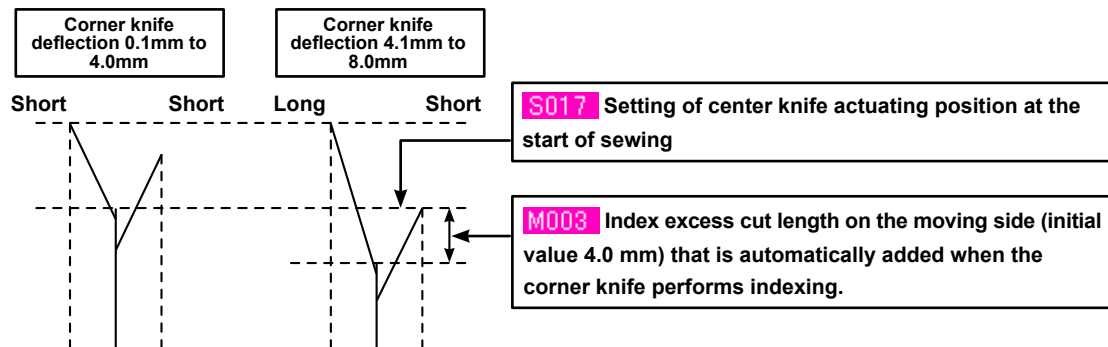 Corner knife
deflection 0.1mm to
4.0mm
Corner knife
deflection 4.1mm to
8.0mm
Short
Short
Long
Short
S017 Setting of center knife actuating position at the
start of sewing
M003 Index excess cut length on the moving side (initial
value 4.0 mm) that is automatically added when the
corner knife performs indexing.